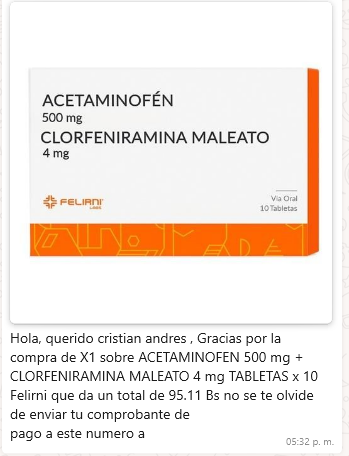 ACETAMINOFÉN
500 mg
CLORFENIRAMINA MALEATO
4 mg
FELIANI
LABS
Vía Oral
10 Tabletas
Hola, querido cristian andres , Gracias por la
compra de X1 sobre ACETAMINOFEN 500 mg +
CLORFENIRAMINA MALEATO 4 mg TABLETAS x 10
Felirni que da un total de 95.11 Bs no se te olvide
de enviar tu comprobante de
pago a este numero a
05:32 p. m.